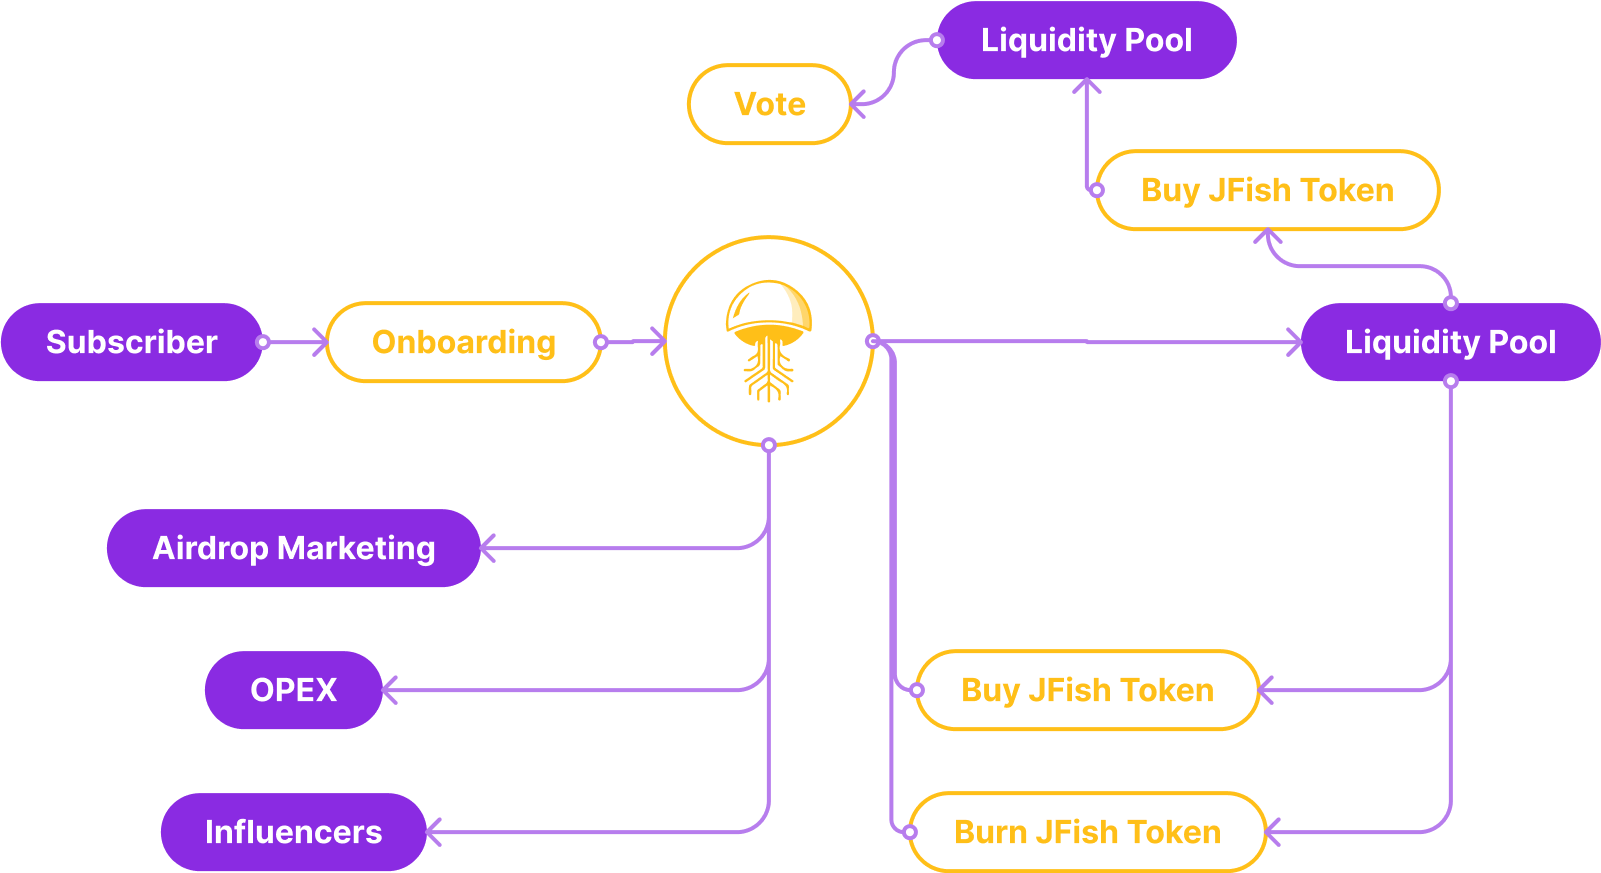 Liquidity Pool
Vote
Buy JFish Token
Subscriber
Onboarding
Liquidity Pool
Airdrop Marketing
OPEX
Buy JFish Token
Influencers
Burn JFish Token